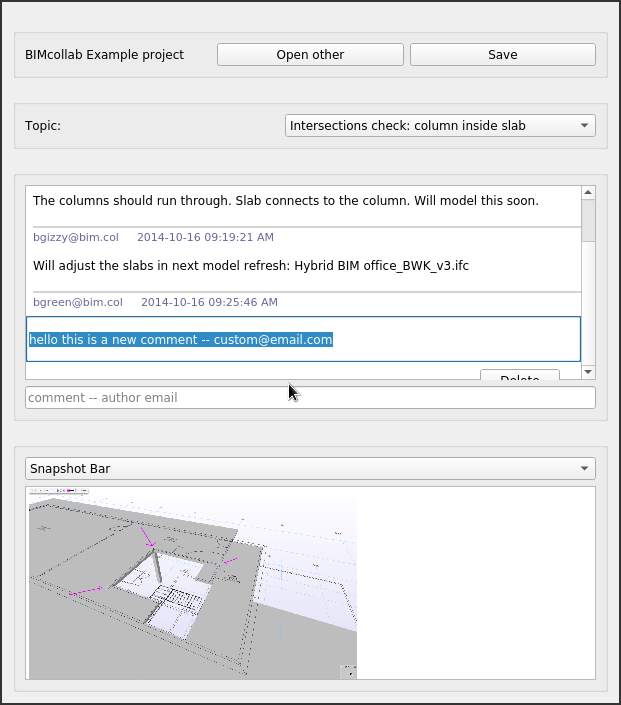 BIMcollab Example project
Open other
Save
Topic:
Intersections check: column inside slab
The columns should run through. Slab connects to the column. Will model this soon.
bgizzy@bim.col 2014-10-16 09:19:21 AM
Will adjust the slabs in next model refresh: Hybrid BIM office_BWK_v3.ifc
bgreen@bim.col 2014-10-16 09:25:46 AM
hello this is a new comment -- custom@email.com
Delete
comment -- author email
Snapshot Bar